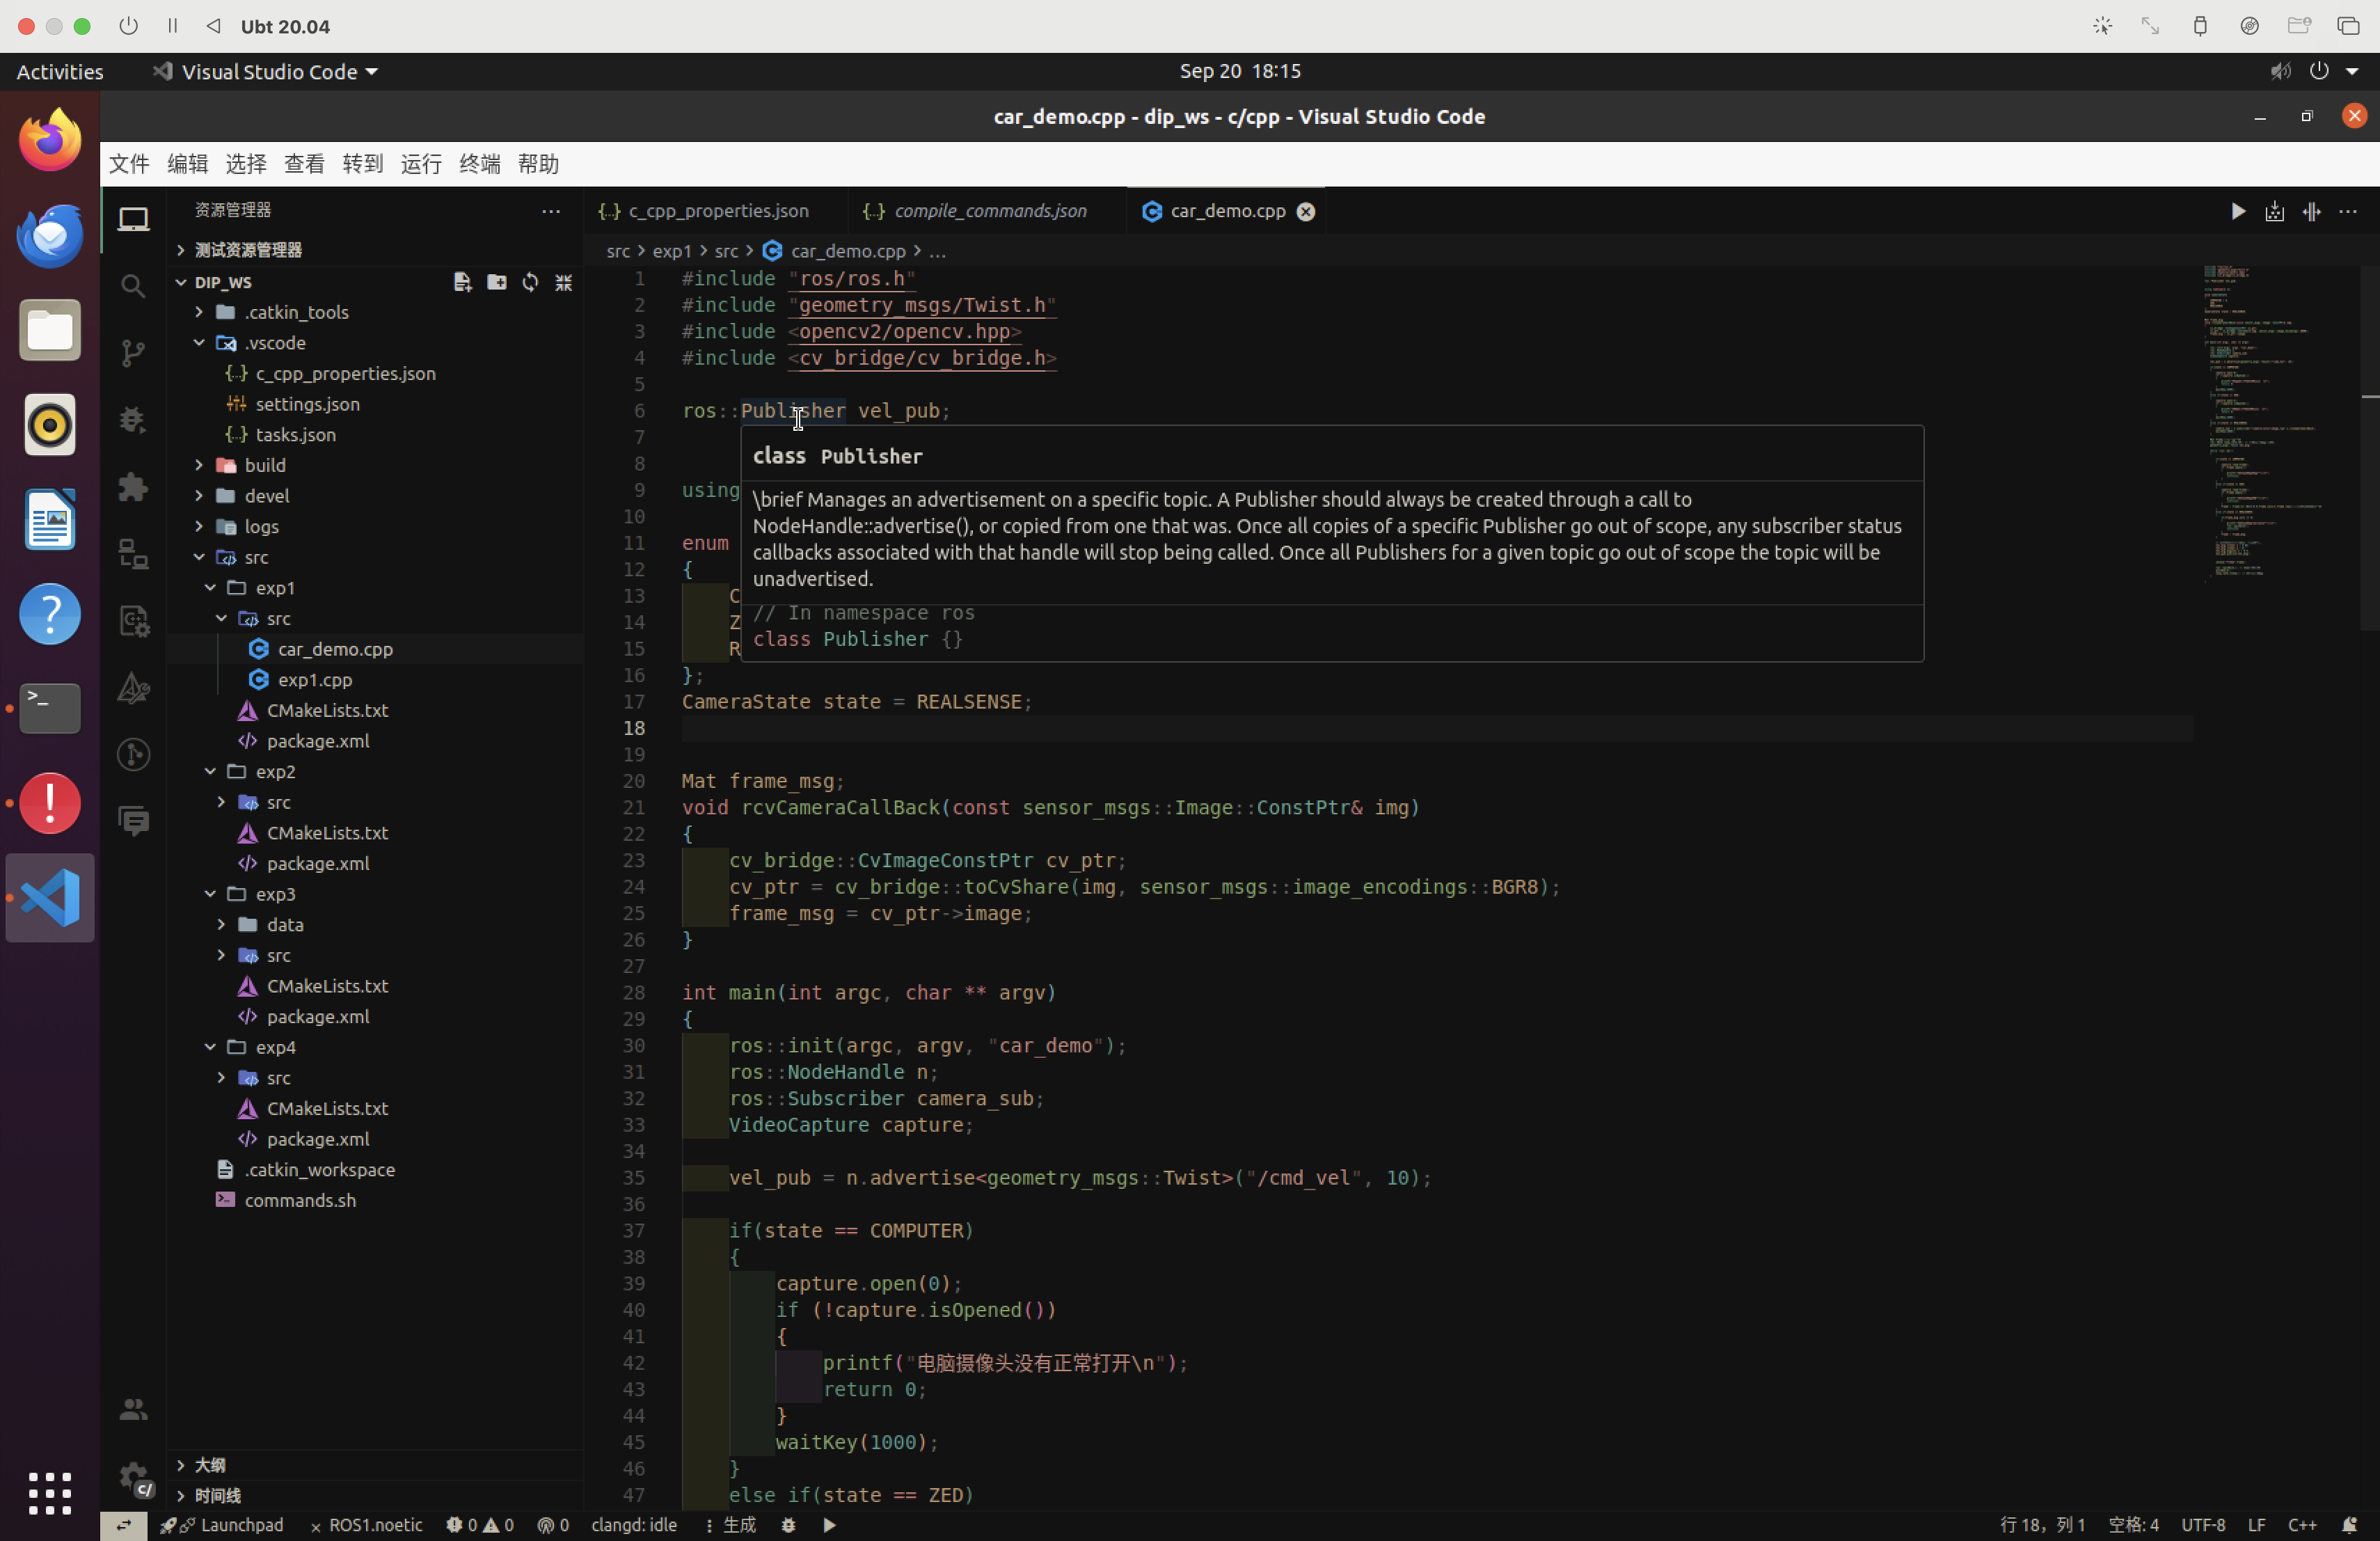 Ubt 20.04
Activities
Visual Studio Code
Sep 20 18:15
car_demo.cpp - dip_ws - c/cpp - Visual Studio Code
文件 编辑 选择 查看 转到 运行 终端 帮助
资源管理器
测试资源管理器
DIP_WS
.catkin_tools
.vscode
c_cpp_properties.json
settings.json
tasks.json
build
devel
logs
src
exp1
src
car_demo.cpp
exp1.cpp
CMakeLists.txt
package.xml
exp2
src
CMakeLists.txt
package.xml
exp3
data
src
CMakeLists.txt
package.xml
exp4
src
CMakeLists.txt
package.xml
.catkin_workspace
commands.sh
大纲
时间线
c_cpp_properties.json
compile_commands.json
car_demo.cpp
src > exp1 > src > car_demo.cpp > ...
1 #include "ros/ros.h"
2 #include "geometry_msgs/Twist.h"
3 #include <opencv2/opencv.hpp>
4 #include <cv_bridge/cv_bridge.h>
5
6 ros::Publisher vel_pub;
7
8
9 using
10
11 enum
12 {
13 C
14 Z
15 R
class Publisher
\brief Manages an advertisement on a specific topic. A Publisher should always be created through a call to
NodeHandle::advertise(), or copied from one that was. Once all copies of a specific Publisher go out of scope, any subscriber status
callbacks associated with that handle will stop being called. Once all Publishers for a given topic go out of scope the topic will be
unadvertised.
// In namespace ros
class Publisher {}
16 };
17 CameraState state = REALSENSE;
18
19
20 Mat frame_msg;
21 void rcvCameraCallBack(const sensor_msgs::Image::ConstPtr& img)
22 {
23 cv_bridge::CvImageConstPtr cv_ptr;
24 cv_ptr = cv_bridge::toCvShare(img, sensor_msgs::image_encodings::BGR8);
25 frame_msg = cv_ptr->image;
26 }
27
28 int main(int argc, char ** argv)
29 {
30 ros::init(argc, argv, "car_demo");
31 ros::NodeHandle n;
32 ros::Subscriber camera_sub;
33 VideoCapture capture;
34
35 vel_pub = n.advertise<geometry_msgs::Twist>("/cmd_vel", 10);
36
37 if(state == COMPUTER)
38 {
39 capture.open(0);
40 if (!capture.isOpened())
41 {
42 printf("电脑摄像头没有正常打开\n");
43 return 0;
44 }
45 waitKey(1000);
46 }
47 else if(state == ZED)
Launchpad
ROS1.noetic
0 0
0
clangd: idle
生成
行 18，列 1
空格: 4
UTF-8
LF
C++